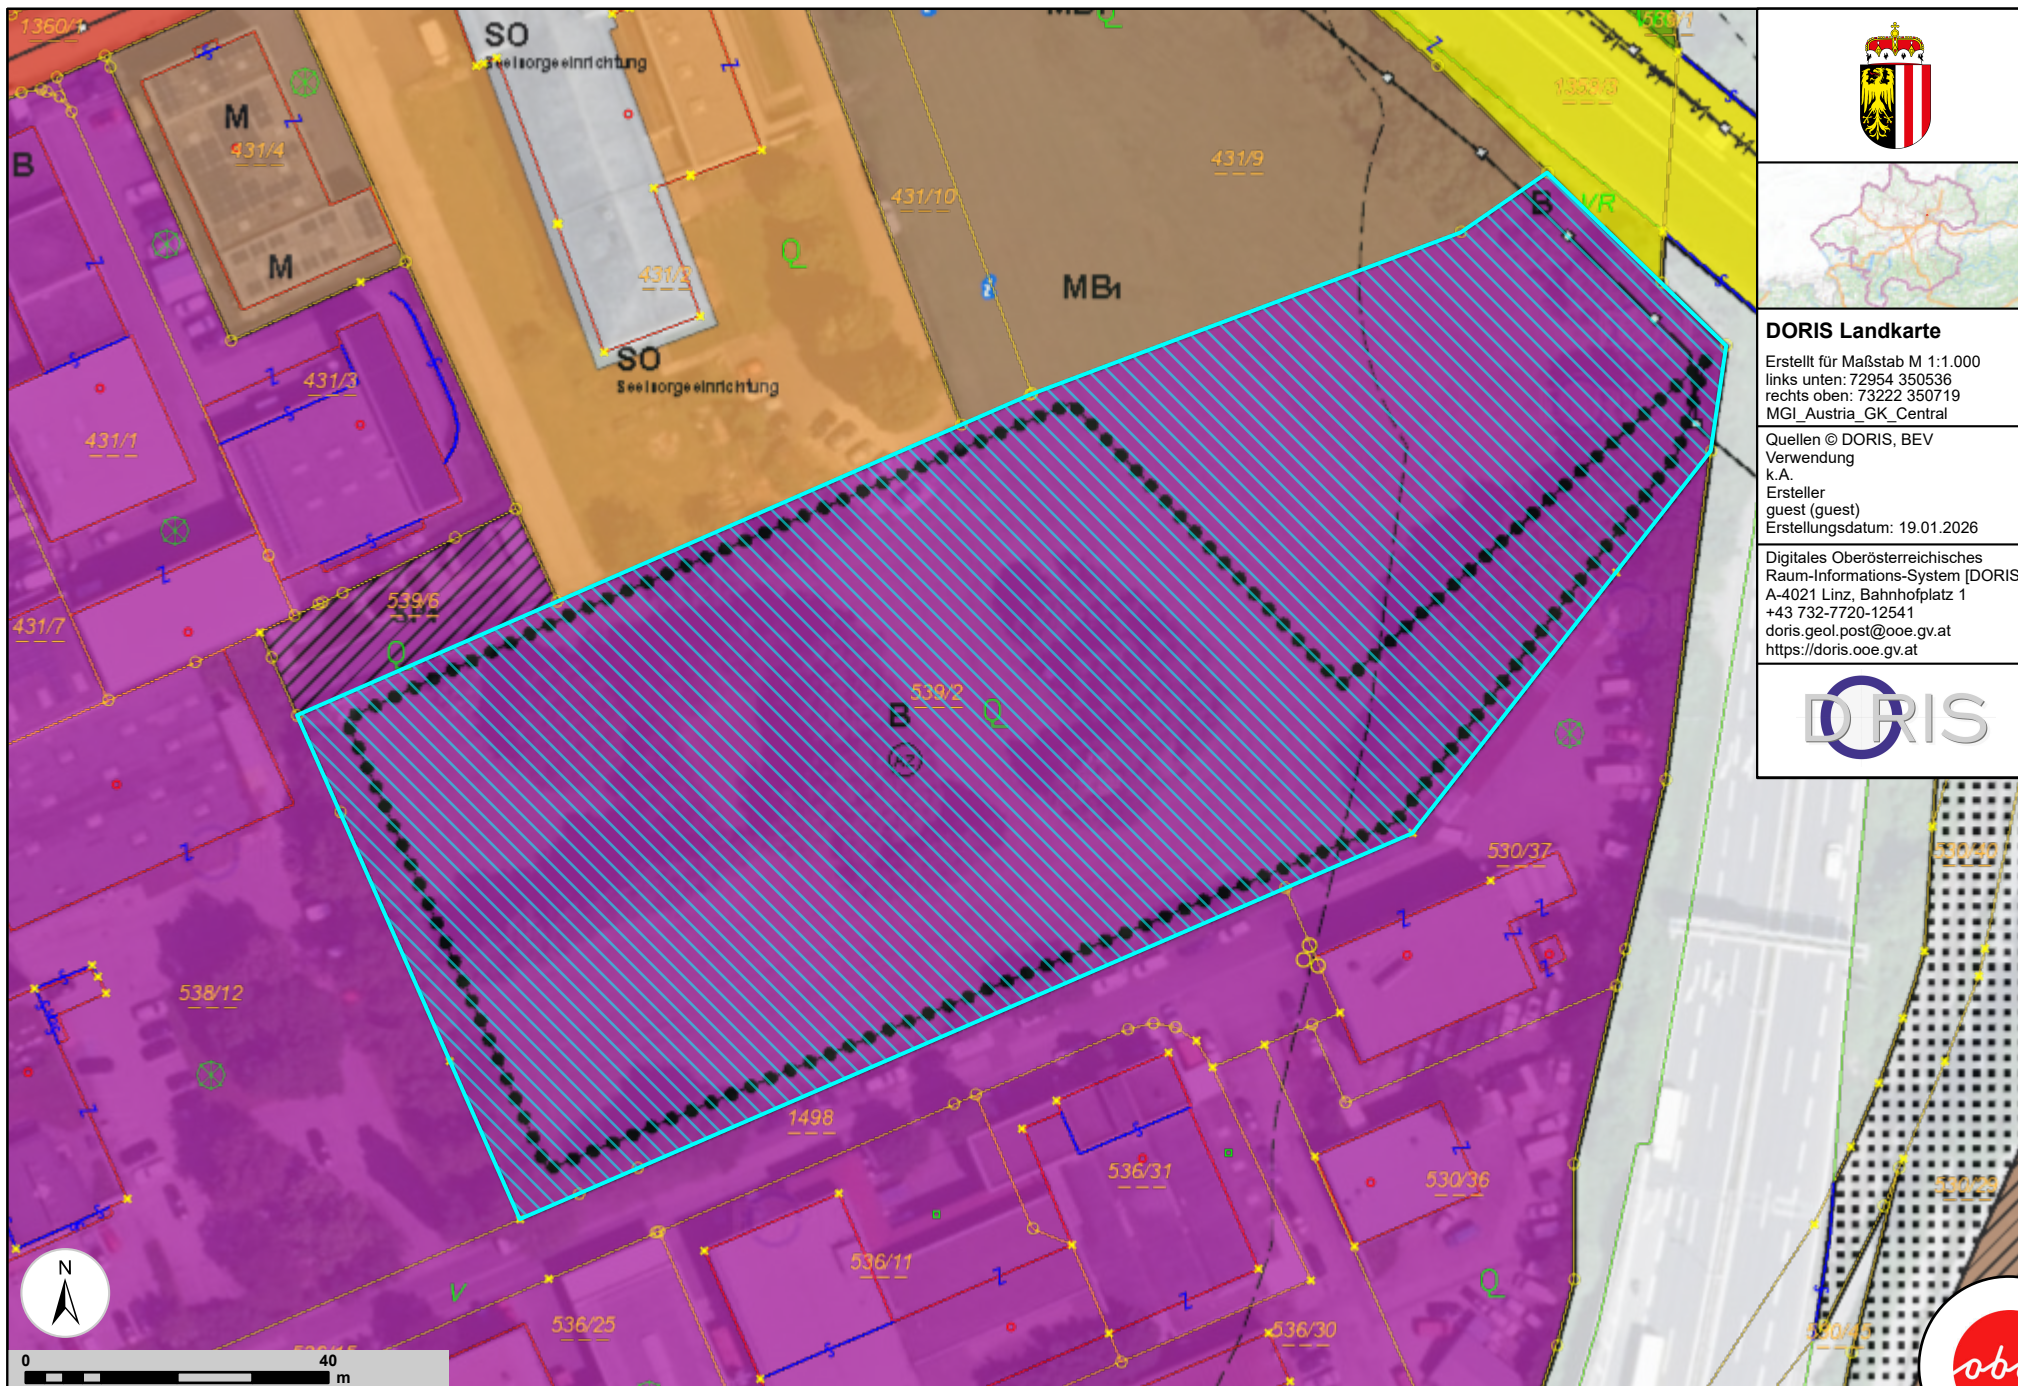 1360/1
SO
Seelsorgeeinrichtung
Z
Q
Z
VR
M
431/4
S
Z
B
M
431/2
Q
431/10
431/9
MB1
B
SO
Seelsorgeeinrichtung
431/3
Z
S
431/1
S
Z
431/7
539/6
Q
539/2
B
Q
538/12
Z
1498
V
530/37
Z
536/31
530/36
536/11
Q
536/25
536/30
N
0
40
m
DORIS Landkarte
Erstellt für Maßstab M 1:1.000
links unten: 72954 350536
rechts oben: 73222 350719
MGI_Austria_GK_Central
Quellen © DORIS, BEV
Verwendung
k.A.
Ersteller
guest (guest)
Erstellungsdatum: 19.01.2026
Digitales Oberösterreichisches
Raum-Informations-System [DORIS
A-4021 Linz, Bahnhofplatz 1
+43 732-7720-12541
doris.geol.post@ooe.gv.at
https://doris.ooe.gv.at
DORIS